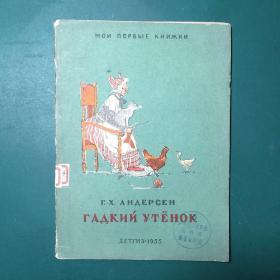 МОИ ПЕРВЫЕ КНИЖКИ
Г. Х. АНДЕРСЕН
ГАДКИЙ УТЁНОК
ДЕТГИЗ · 1955